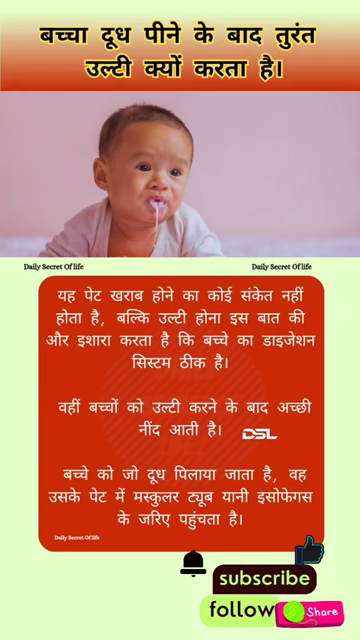 बच्चा दूध पीने के बाद तुरंत
उल्टी क्यों करता है।
Daily Secret Of life
Daily Secret Of life
यह पेट खराब होने का कोई संकेत नहीं
होता है, बल्कि उल्टी होना इस बात की
और इशारा करता है कि बच्चे का डाइजेशन
सिस्टम ठीक है।
वहीं बच्चों को उल्टी करने के बाद अच्छी
नींद आती है।
DSL
बच्चे को जो दूध पिलाया जाता है, वह
उसके पेट में मस्कुलर ट्यूब यानी इसोफेगस
के जरिए पहुंचता है।
Daily Secret Of life
subscribe
follow
Share